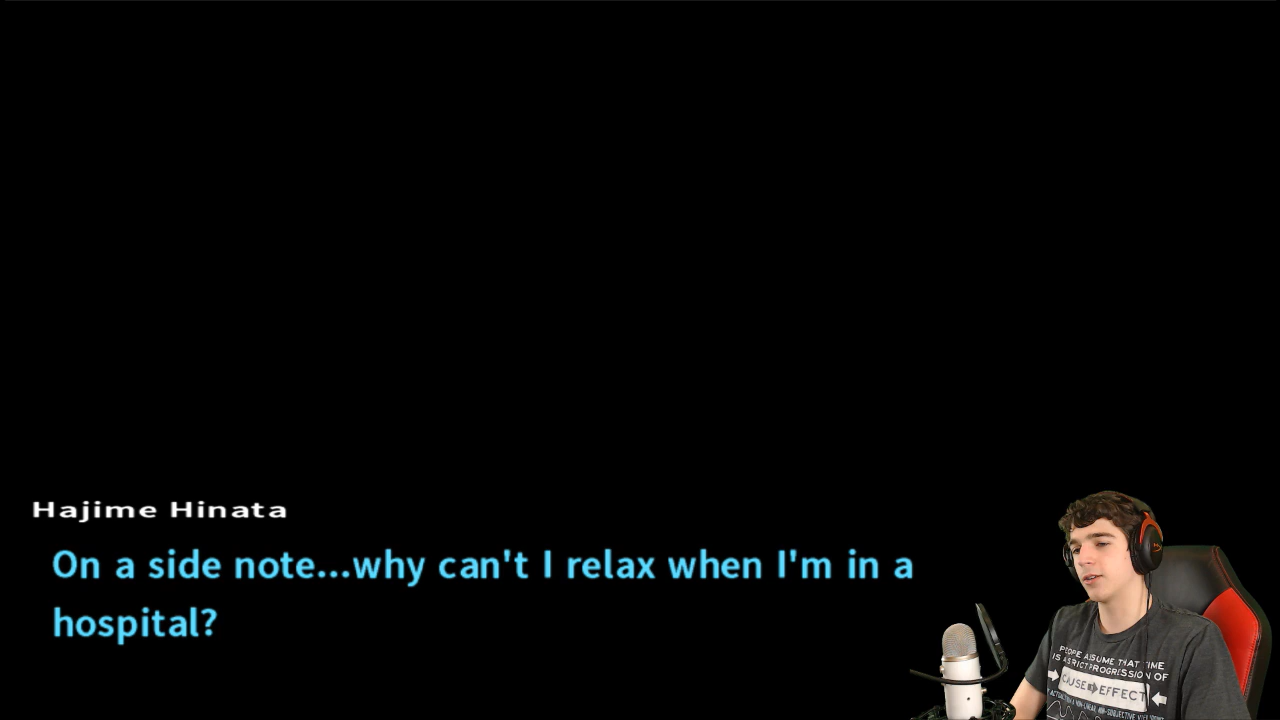 Hajime Hinata
On a side note...why can't I relax when I'm in a
hospital?
PEOPLE ASSUME THAT TIME
IS A STRICT PROGRESSION OF
CAUSE EFFECT